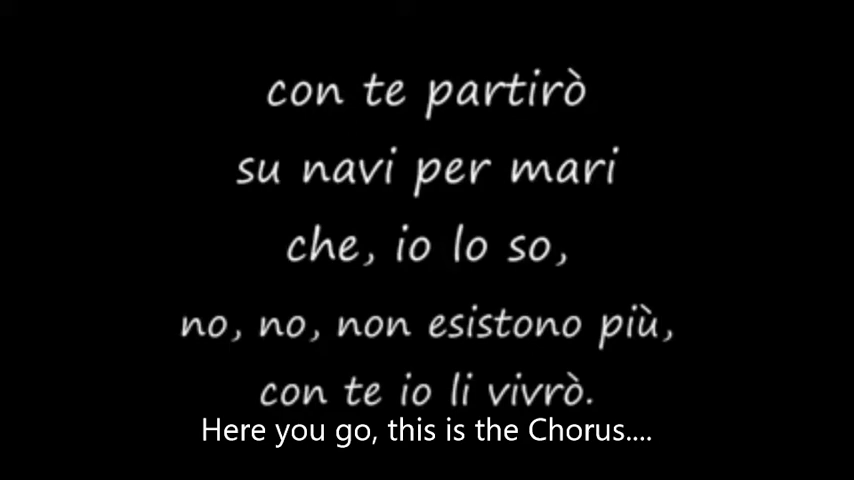 con te partirò
su navi per mari
che, io lo so,
no, no, non esistono più,
con te io li vivrò.
Here you go, this is the Chorus....